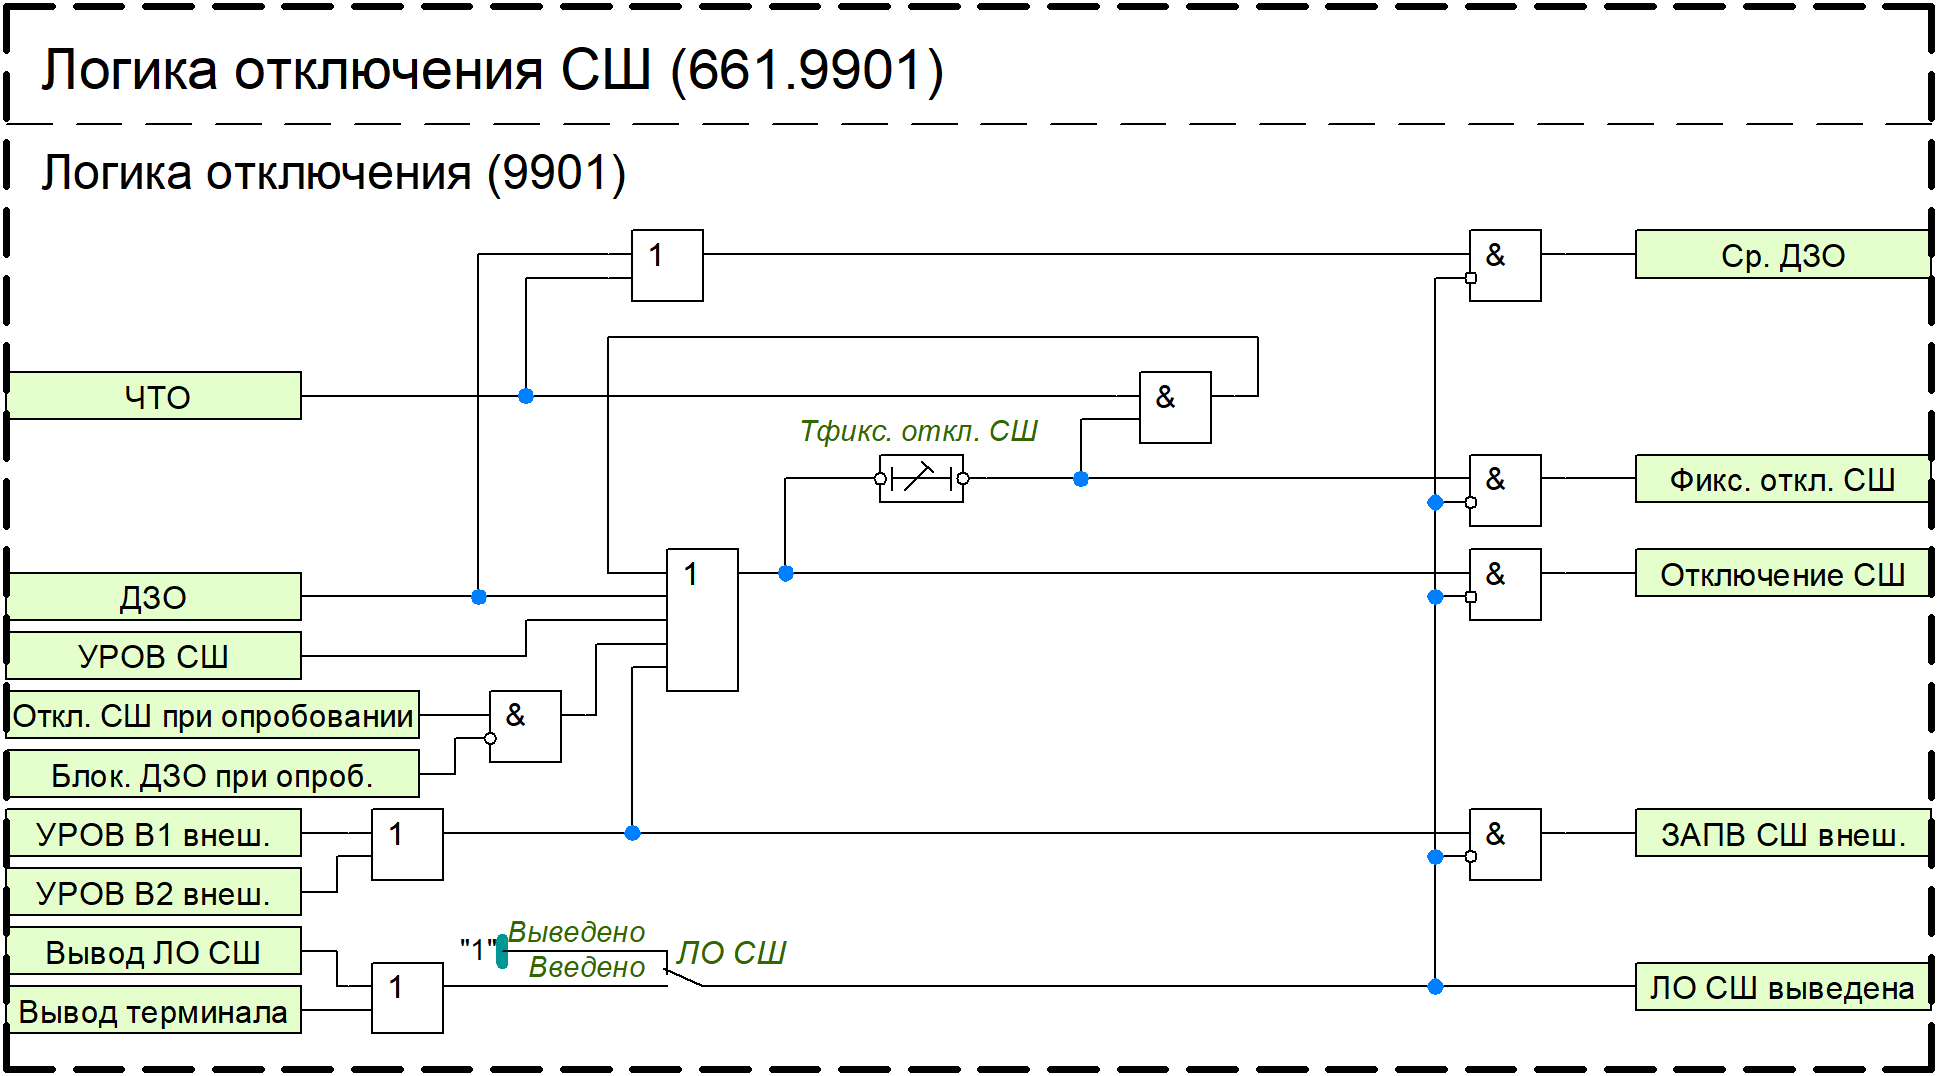 Логика отключения СШ (661.9901)
Логика отключения (9901)
1
&
Ср. ДЗО
ЧТО
&
Тфикс. откл. СШ
&
Фикс. откл. СШ
1
&
Отключение СШ
ДЗО
УРОВ СШ
Откл. СШ при опробовании
&
Блок. ДЗО при опроб.
УРОВ В1 внеш.
1
&
ЗАПВ СШ внеш.
УРОВ В2 внеш.
Вывод ЛО СШ
"1"
Выведено
Введено
ЛО СШ
1
ЛО СШ выведена
Вывод терминала